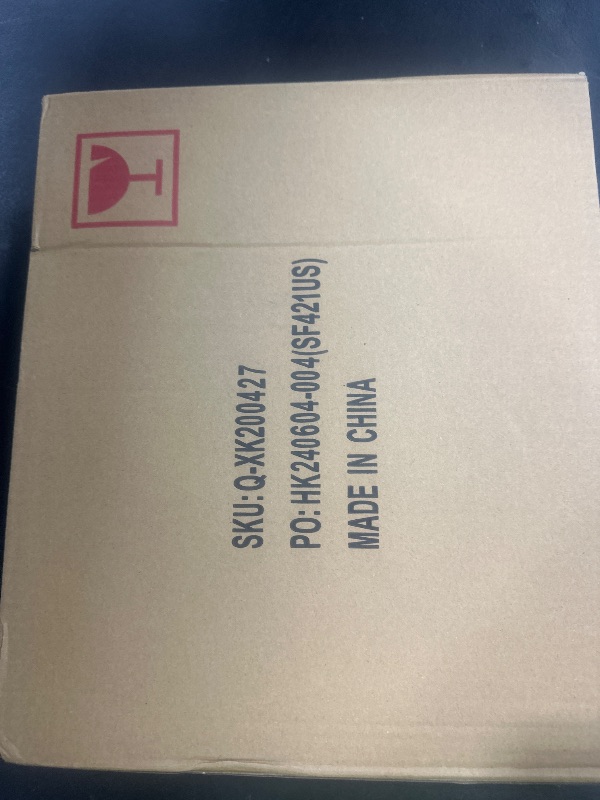 SKU: Q-XK200427
PO: HK240604-004(SF421US)
MADE IN CHINA